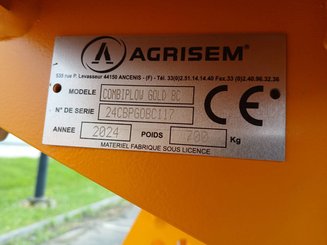 AGRISEM®
535 rue P. Levasseur 44150 ANCENIS - (F) - Tél. 33(0)2.51.14.14.40 Fax.33 (0)2.40.96.32.36
MODELE COMBIPLOW GOLD 8C
N° DE SERIE 24CBPGD8C117
CE
ANNEE 2024 POIDS 700 Kg
MATERIEL FABRIQUE SOUS LICENCE